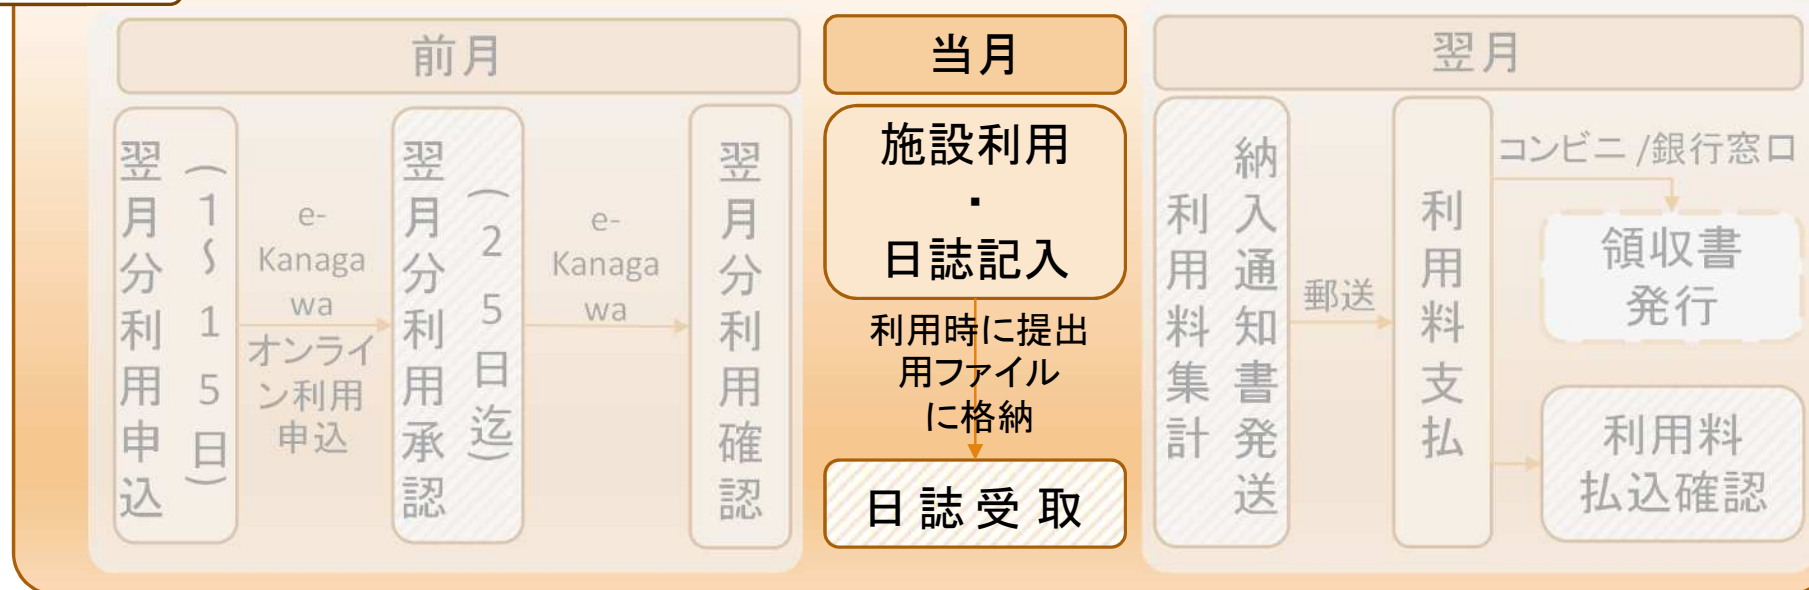 前月
翌月分利用申込
(1~15日)
e-
Kanaga
wa
オンライ
ン利用
申込
翌月分利用承認
(25日迄)
e-
Kanaga
wa
翌月分利用確認
当月
施設利用
・
日誌記入
利用時に提出
用ファイル
に格納
日誌受取
翌月
納入通知書発送
利用料集計
郵送
利用料支払
コンビニ/銀行窓口
領収書
発行
利用料
払込確認